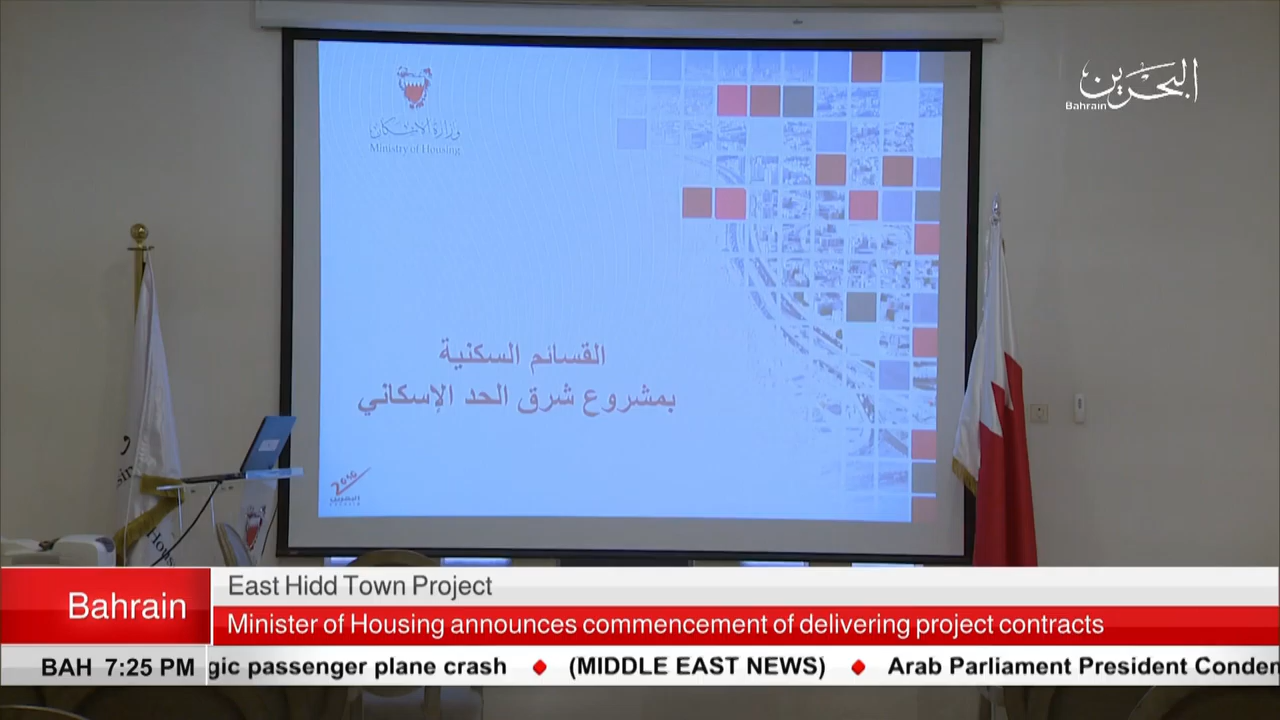 البحرين
Bahrain
وزارة الإسكان
Ministry of Housing
القسائم السكنية
بمشروع شرق الحد الإسكاني
Bahrain
East Hidd Town Project
Minister of Housing announces commencement of delivering project contracts
BAH 7:25 PM
gic passenger plane crash ♦ (MIDDLE EAST NEWS) ♦ Arab Parliament President Conden